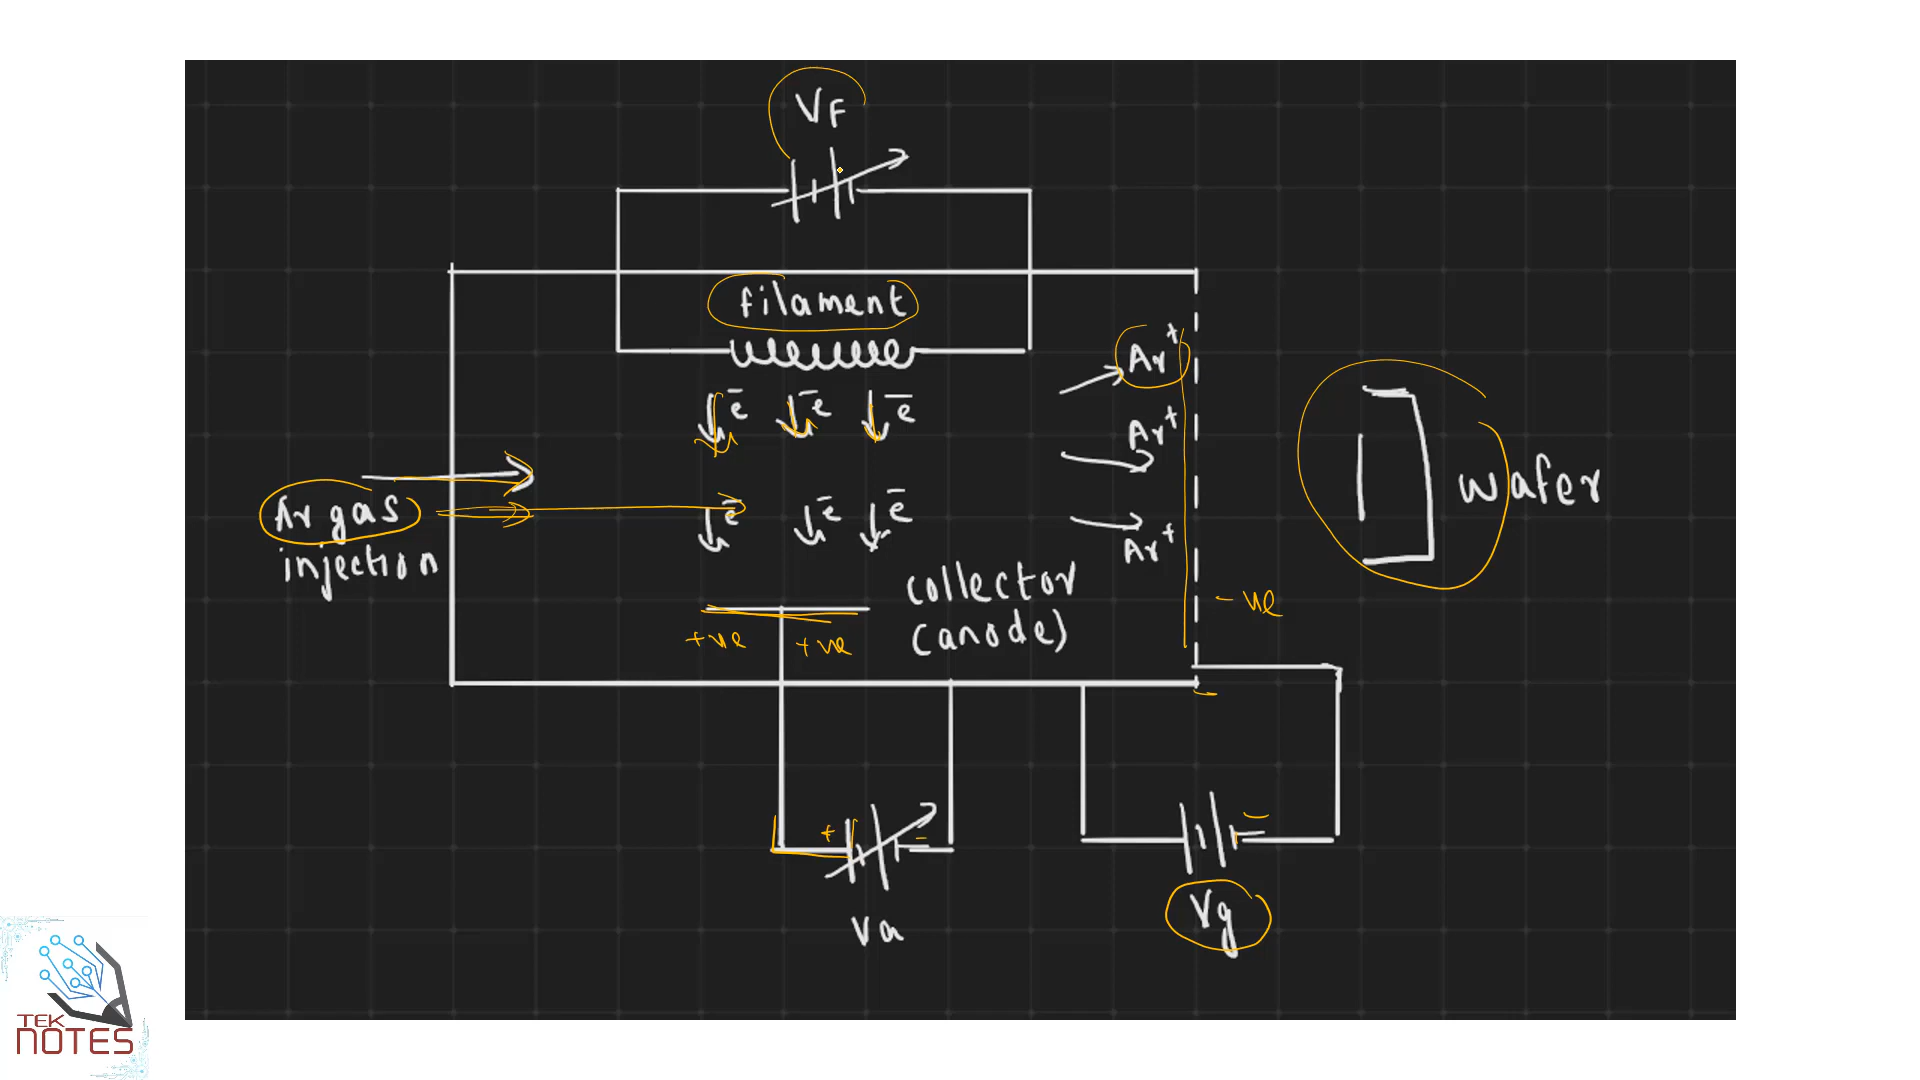 VF
filament
Ar+
e e e
Ar+
Ar gas
injection
wafer
e e e
Ar+
collector
(anode)
-ve
+ve +ve
+ -
-
Va
Vg
TEK
NOTES